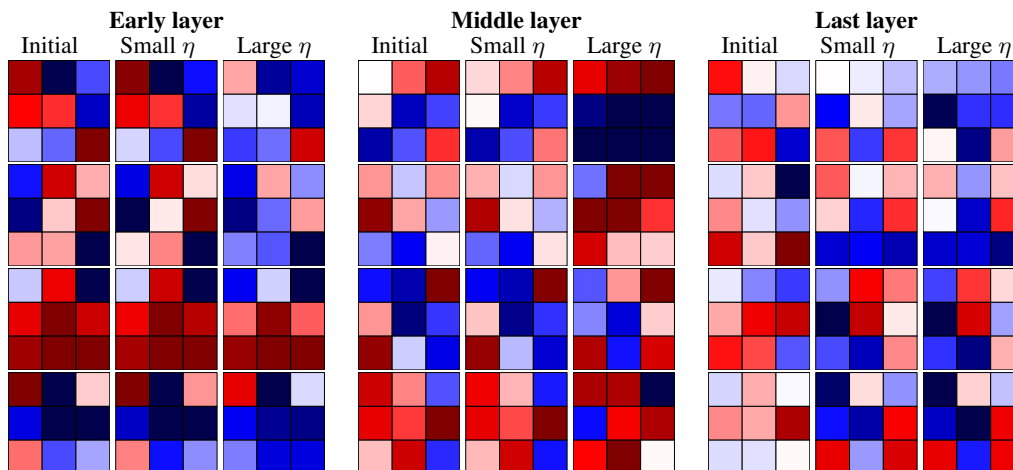 Early layer Middle layer Last layer
Initial Small η Large η Initial Small η Large η Initial Small η Large η